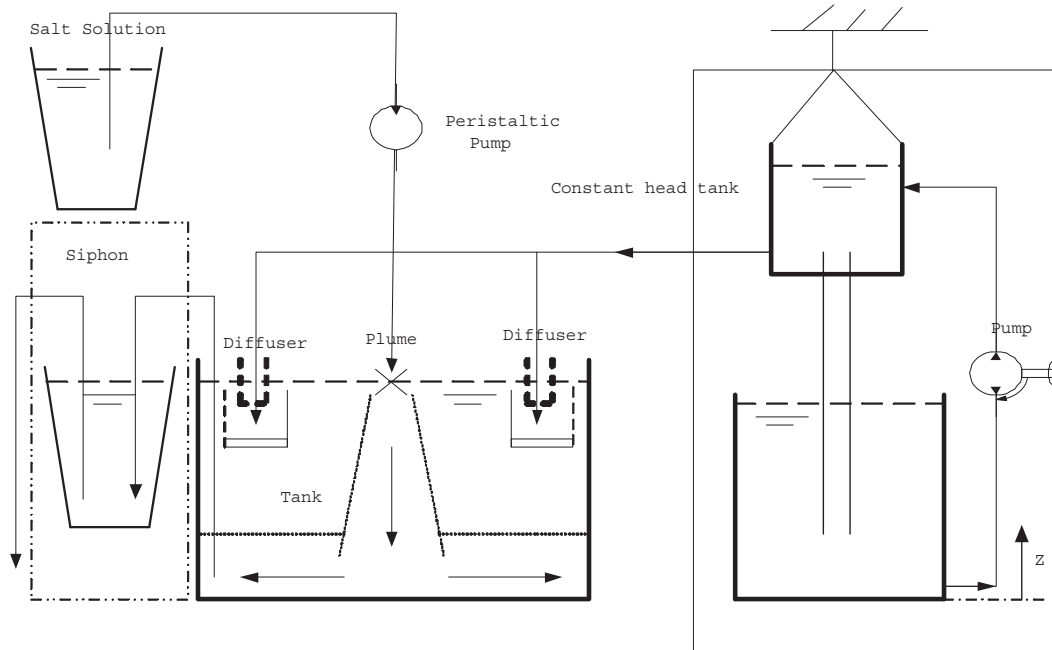 Salt Solution
Peristaltic
Pump
Constant head tank
Siphon
Diffuser
Plume
Diffuser
Pump
Tank
Z